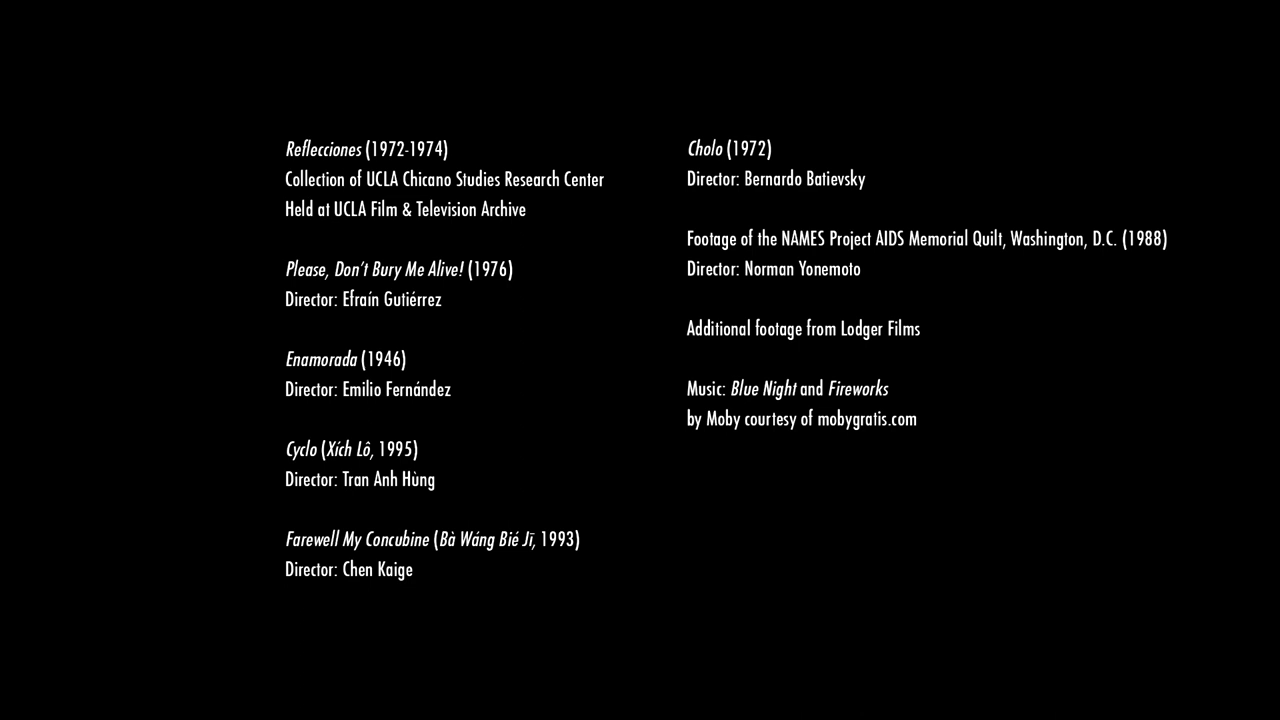 Reflecciones (1972-1974)
Collection of UCLA Chicano Studies Research Center
Held at UCLA Film & Television Archive
Please, Don't Bury Me Alive! (1976)
Director: Efraín Gutiérrez
Enamorada (1946)
Director: Emilio Fernández
Cyclo (Xích Lô, 1995)
Director: Tran Anh Hùng
Farewell My Concubine (Bà Wáng Bié Jī, 1993)
Director: Chen Kaige
Cholo (1972)
Director: Bernardo Batievsky
Footage of the NAMES Project AIDS Memorial Quilt, Washington, D.C. (1988)
Director: Norman Yonemoto
Additional footage from Lodger Films
Music: Blue Night and Fireworks
by Moby courtesy of mobygratis.com